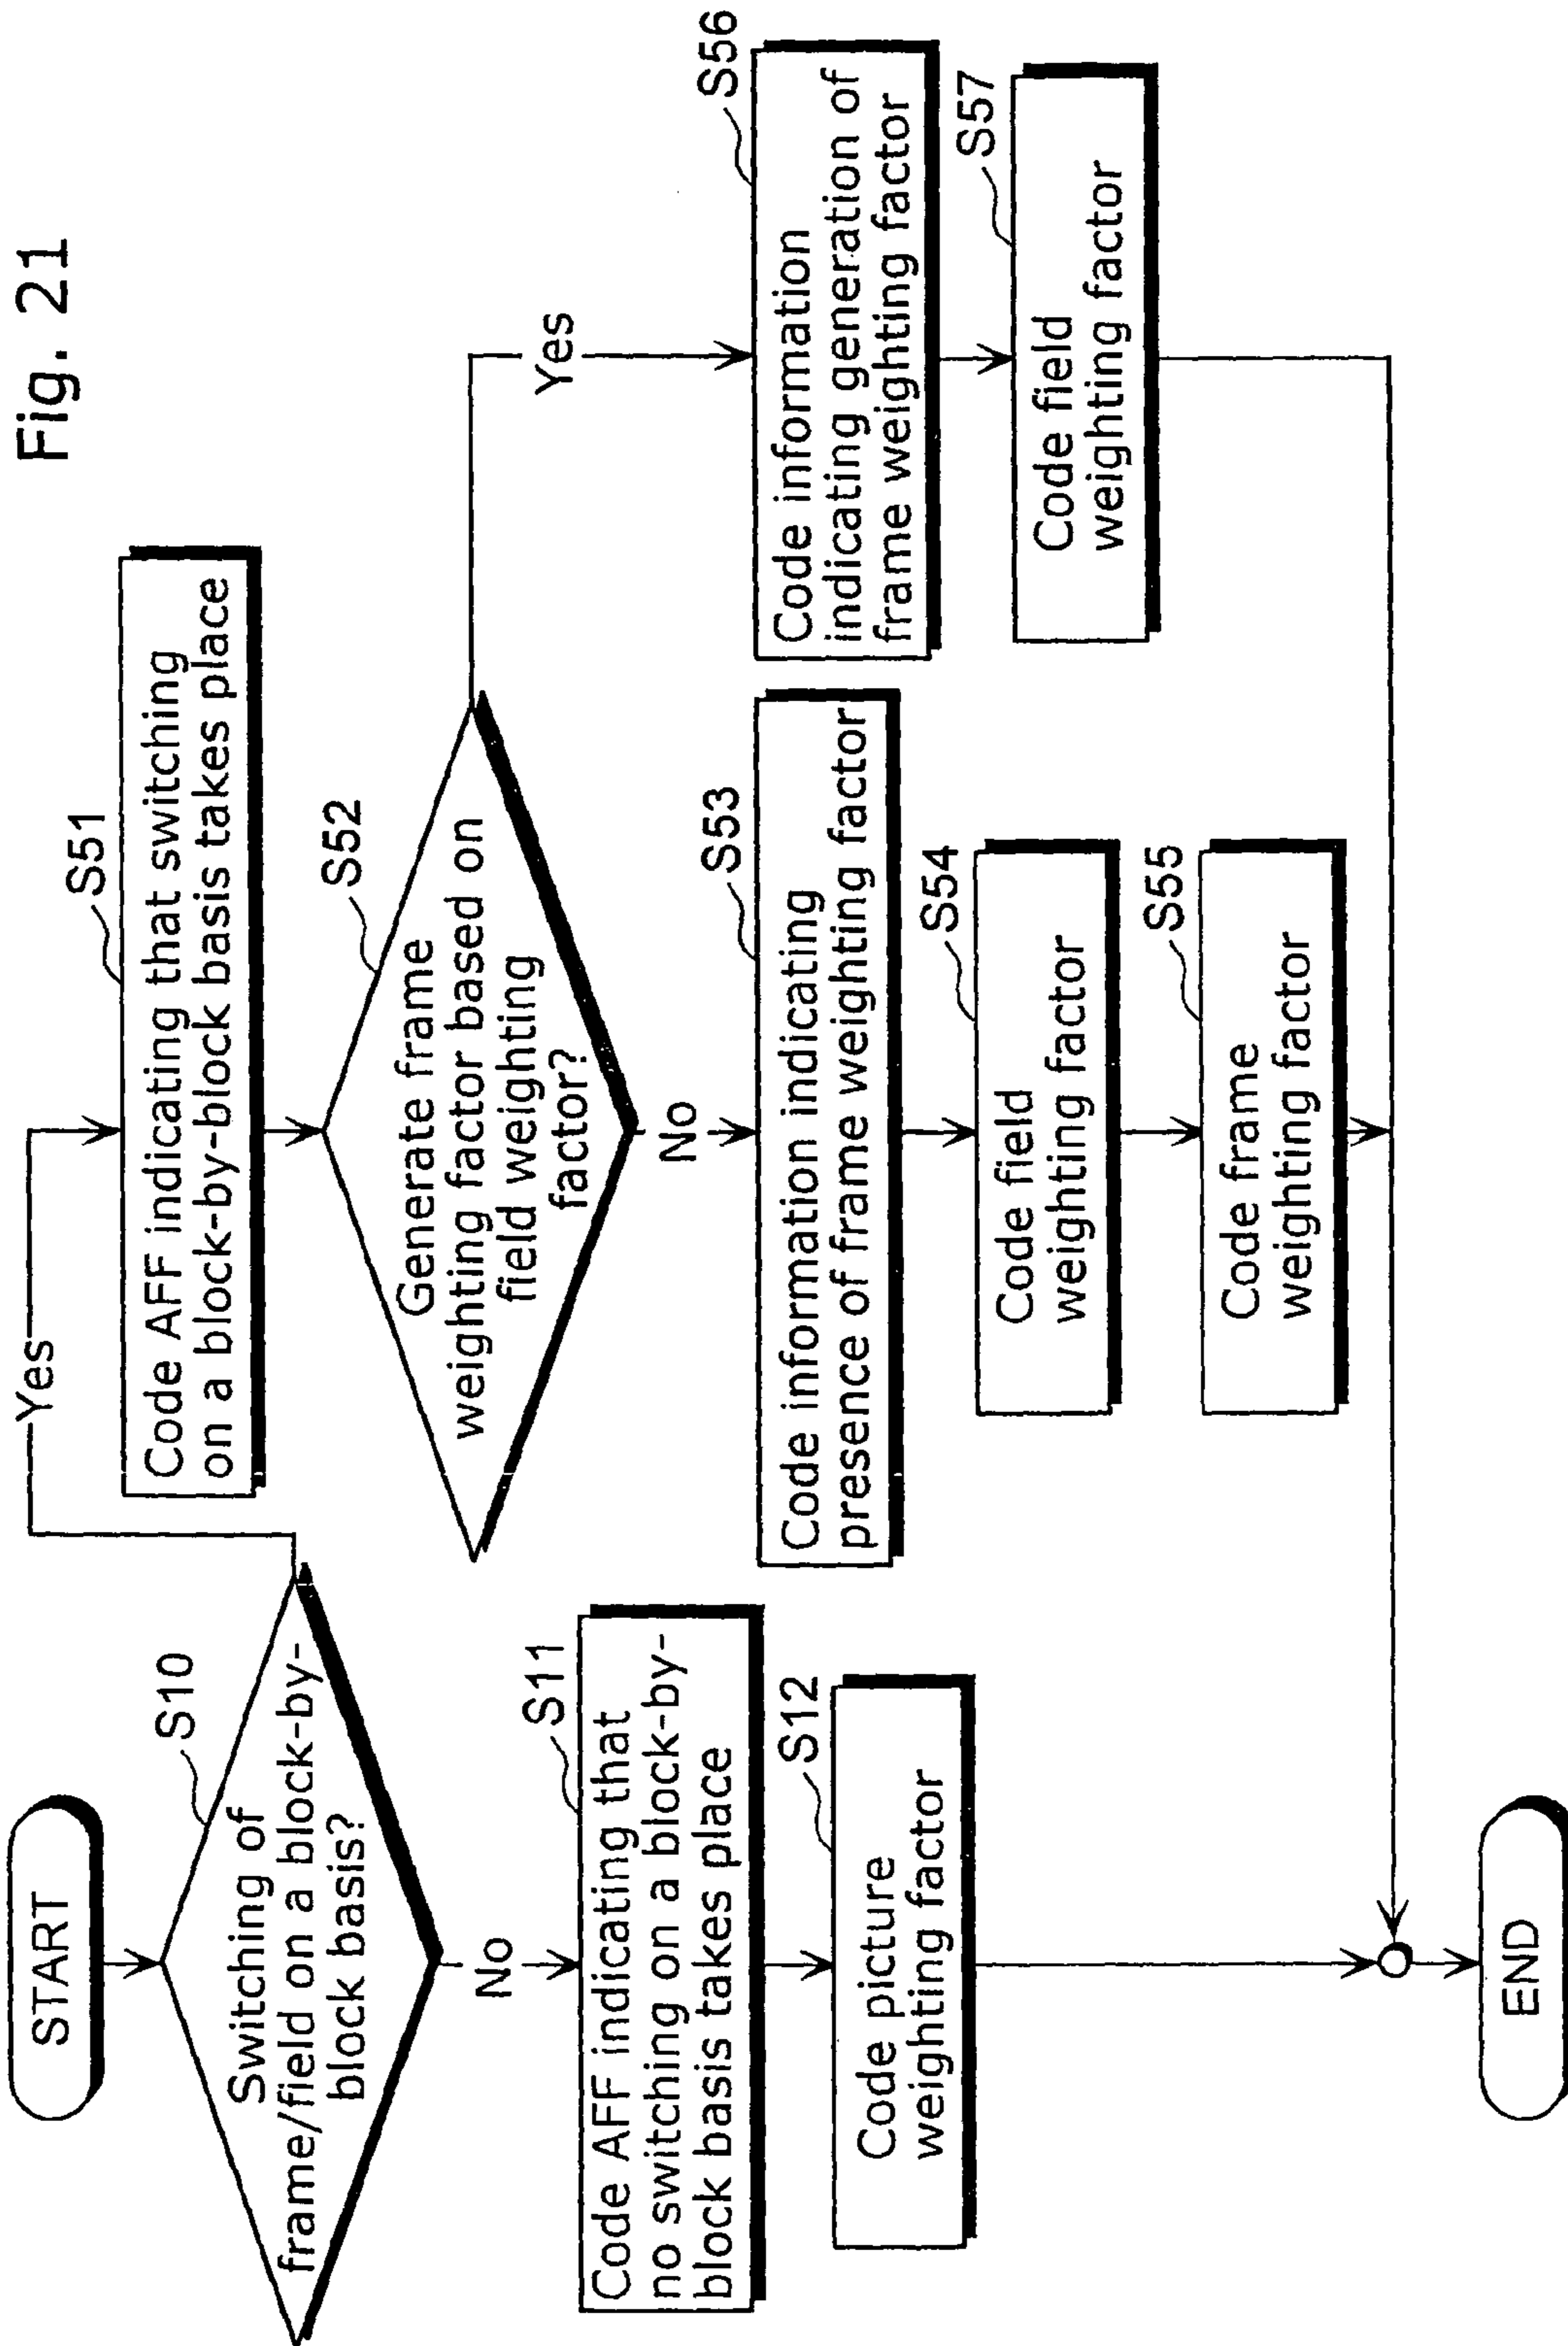 Fig. 21
START
S10
Switching of
frame/field on a block-by-
block basis?
Yes
No
S11
Code AFF indicating that
no switching on a block-by-
block basis takes place
S12
Code picture
weighting factor
S51
Code AFF indicating that switching
on a block-by-block basis takes place
S52
Generate frame
weighting factor based on
field weighting
factor?
Yes
No
S53
Code information indicating
presence of frame weighting factor
S54
Code field
weighting factor
S55
Code frame
weighting factor
S56
Code information
indicating generation of
frame weighting factor
S57
Code field
weighting factor
END